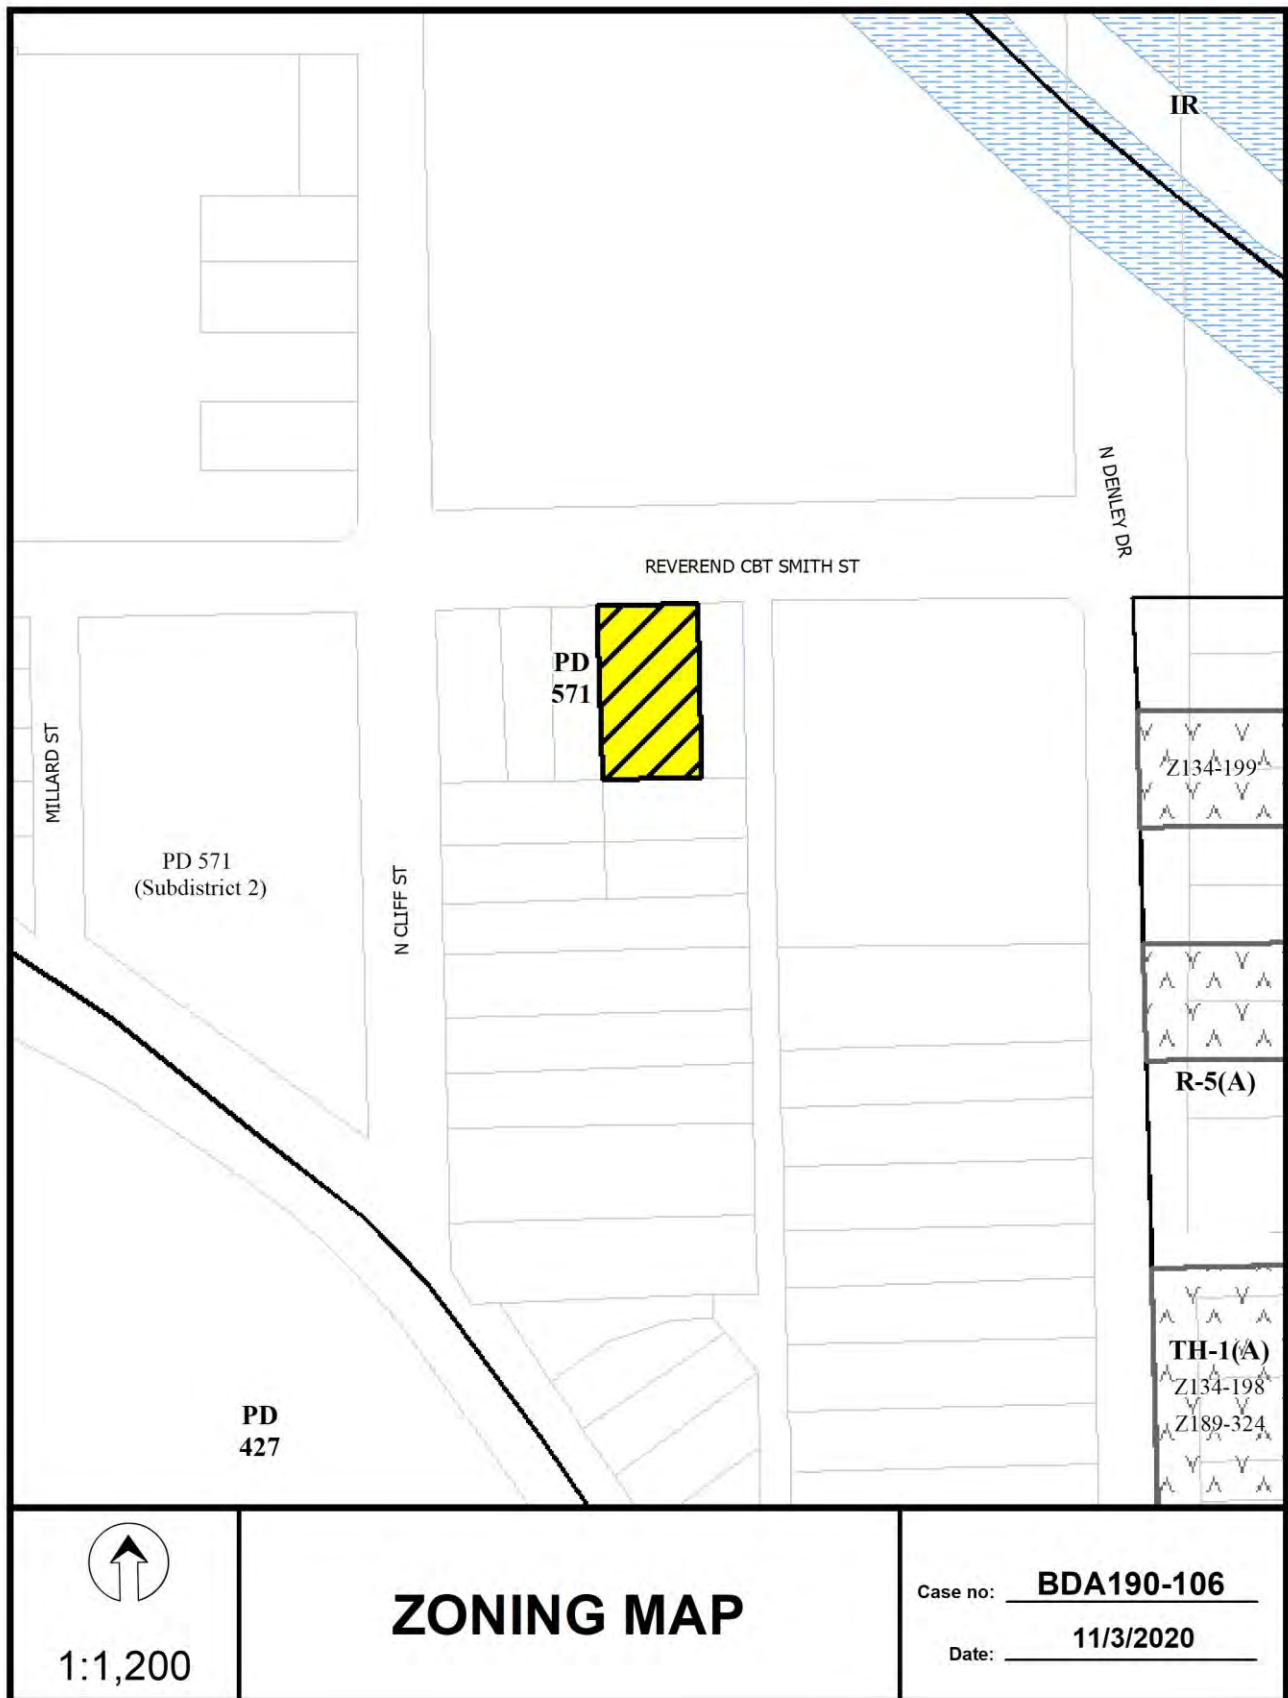 IR
N DENLEY DR
REVEREND CBT SMITH ST
PD
571
MILLARD ST
Z134-199
PD 571
(Subdistrict 2)
N CLIFF ST
R-5(A)
TH-1(A)
Z134-198
Z189-324
PD
427
1:1,200
ZONING MAP
Case no: BDA190-106
Date: 11/3/2020